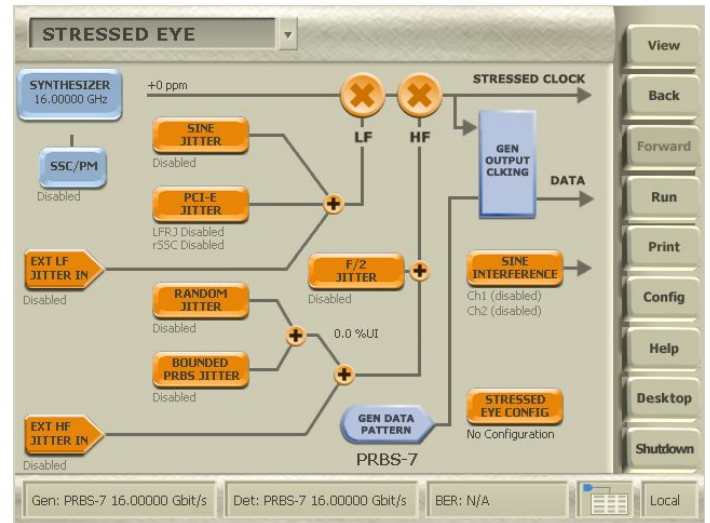 STRESSED EYE
SYNTHESIZER
16.00000 GHz
+0 ppm
STRESSED CLOCK
LF
HF
SINE
JITTER
Disabled
SSC/PM
Disabled
GEN
OUTPUT
CLKING
DATA
PCI-E
JITTER
LFRJ Disabled
rSSC Disabled
EXT LF
JITTER IN
Disabled
F/2
JITTER
Disabled
SINE
INTERFERENCE
Ch1 (disabled)
Ch2 (disabled)
RANDOM
JITTER
Disabled
0.0 %UI
BOUNDED
PRBS JITTER
Disabled
EXT HF
JITTER IN
Disabled
GEN DATA
PATTERN
PRBS-7
STRESSED
EYE CONFIG
No Configuration
View
Back
Forward
Run
Print
Config
Help
Desktop
Shutdown
Gen: PRBS-7 16.00000 Gbit/s
Det: PRBS-7 16.00000 Gbit/s
BER: N/A
Local